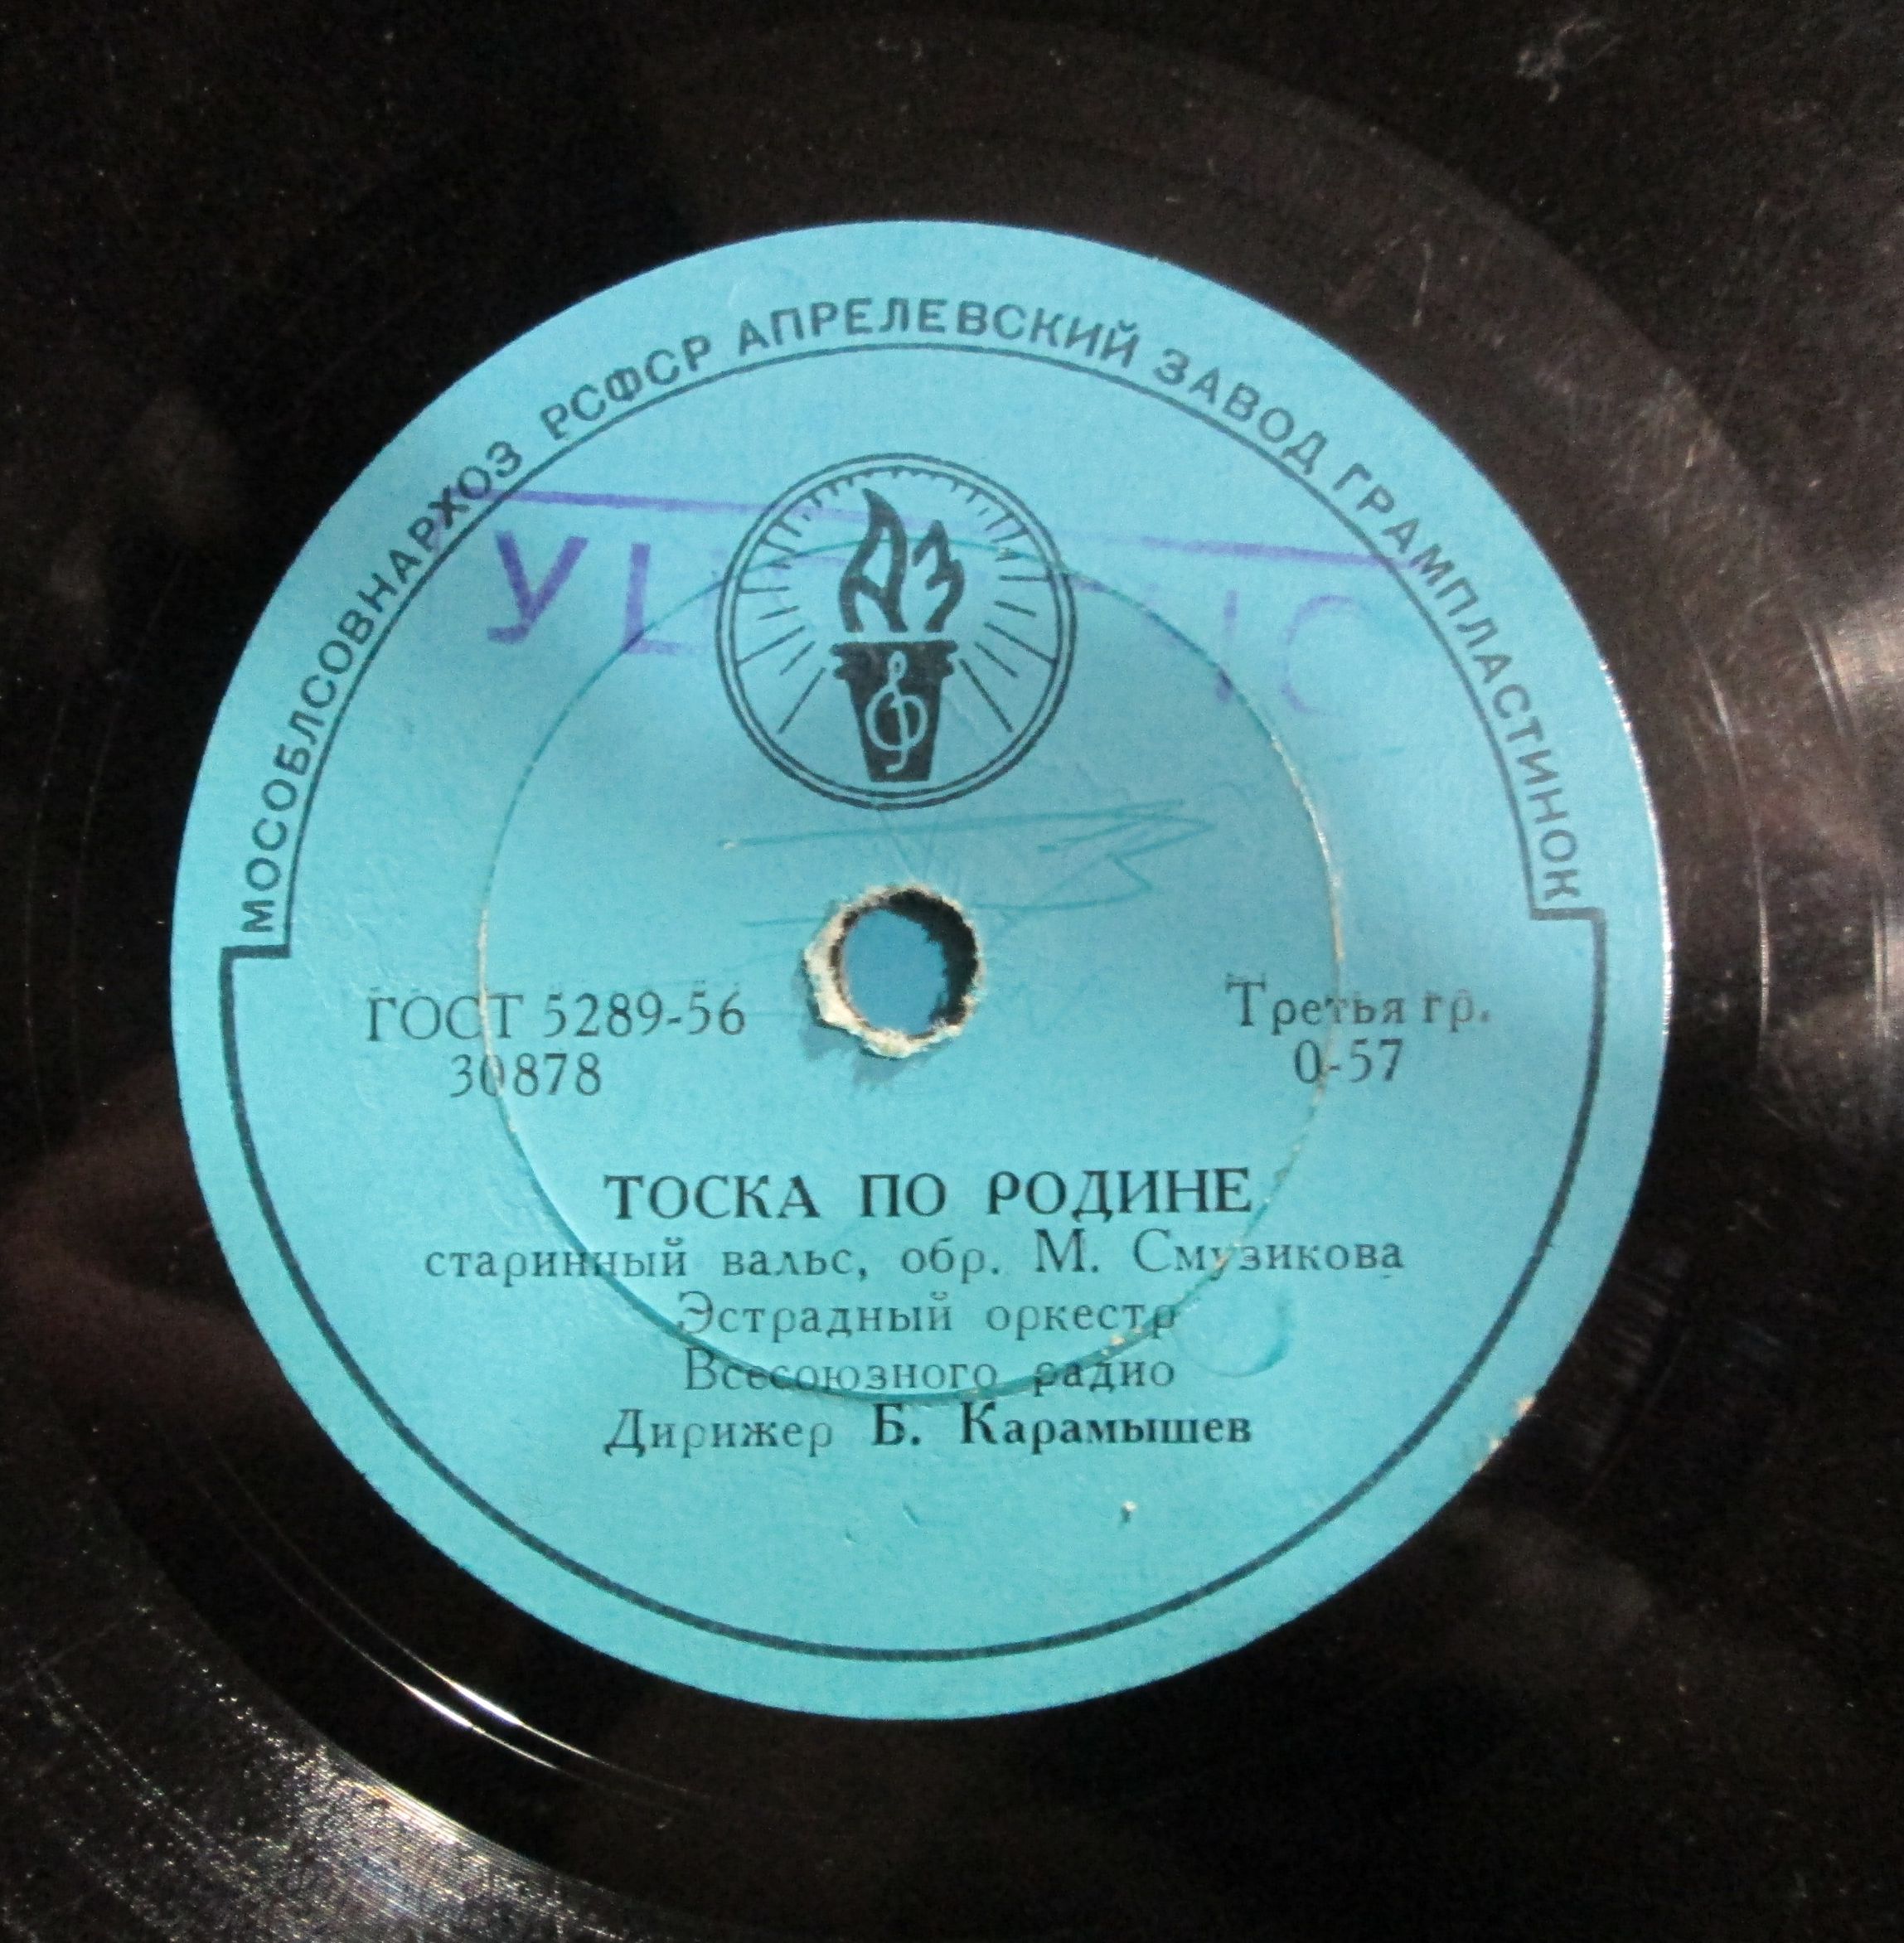 МОСОБЛСОВНАРХОЗ РСФСР АПРЕЛЕВСКИЙ ЗАВОД ГРАМПЛАСТИНОК
АЗ
ГОСТ 5289-56
30878
Третья гр.
0-57
ТОСКА ПО РОДИНЕ
старинный вальс, обр. М. Смузикова
Эстрадный оркестр
Всесоюзного радио
Дирижер Б. Карамышев